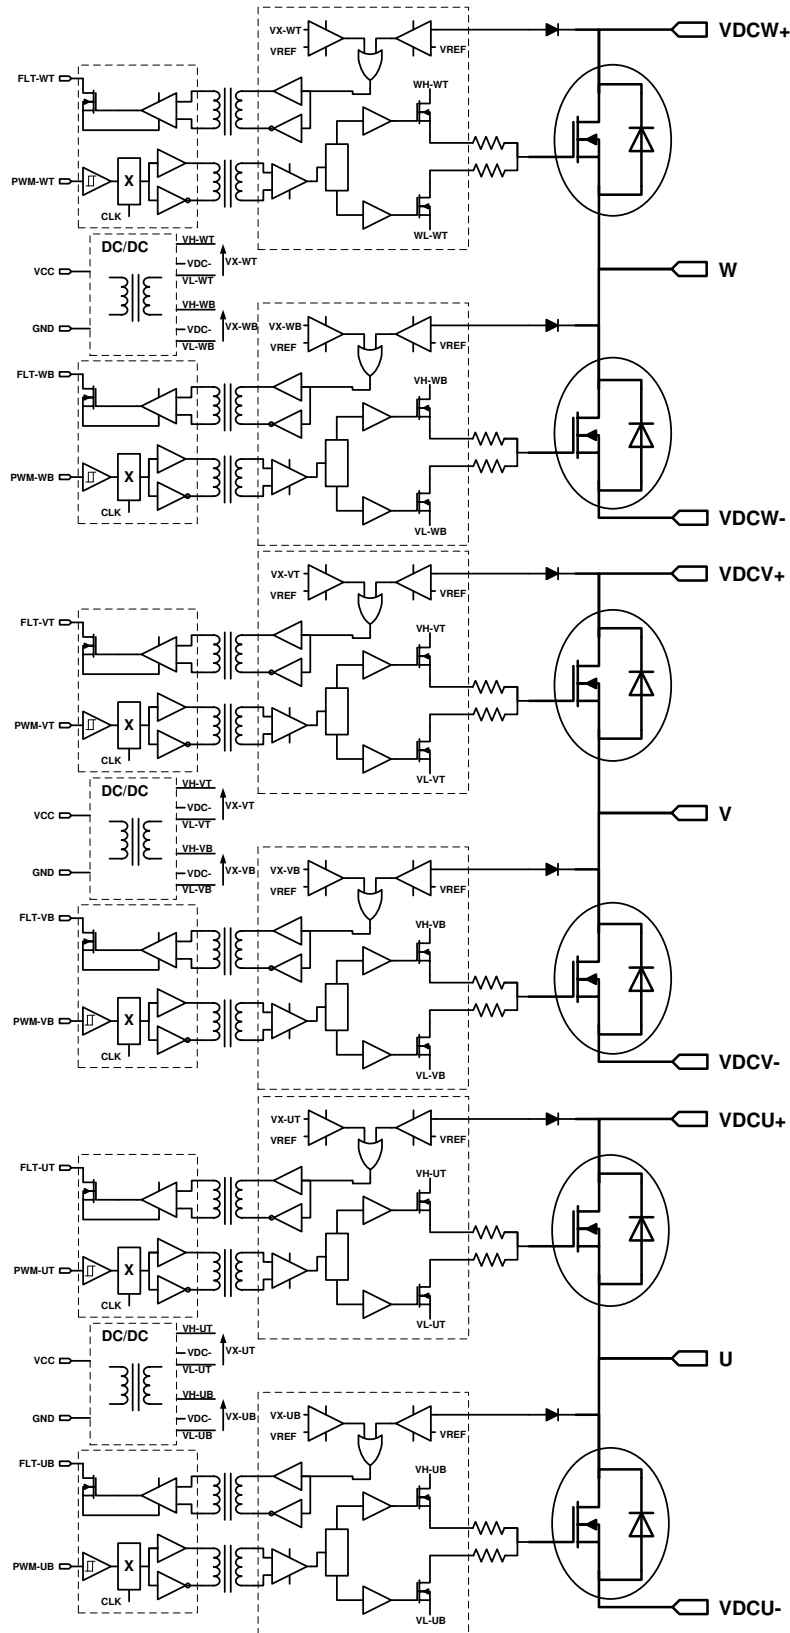 VX-WT
VREF
VREF
VDCW+
FLT-WT
WH-WT
PWM-WT
X
CLK
WL-WT
DC/DC
VH-WT
VCC
VDC-
VX-WT
VL-WT
W
VH-WB
GND
VDC-
VX-WB
VL-WB
VX-WB
VREF
VREF
FLT-WB
VH-WB
PWM-WB
X
CLK
VL-WB
VDCW-
VX-VT
VREF
VREF
VDCV+
FLT-VT
VH-VT
PWM-VT
X
CLK
VL-VT
DC/DC
VH-VT
VCC
VDC-
VX-VT
VL-VT
V
VH-VB
GND
VDC-
VX-VB
VL-VB
VX-VB
VREF
VREF
FLT-VB
VH-VB
PWM-VB
X
CLK
VL-VB
VDCV-
VX-UT
VREF
VREF
VDCU+
FLT-UT
VH-UT
PWM-UT
X
CLK
VL-UT
DC/DC
VH-UT
VCC
VDC-
VX-UT
VL-UT
U
VH-UB
GND
VDC-
VX-UB
VL-UB
VX-UB
VREF
VREF
FLT-UB
VH-UB
PWM-UB
X
CLK
VL-UB
VDCU-